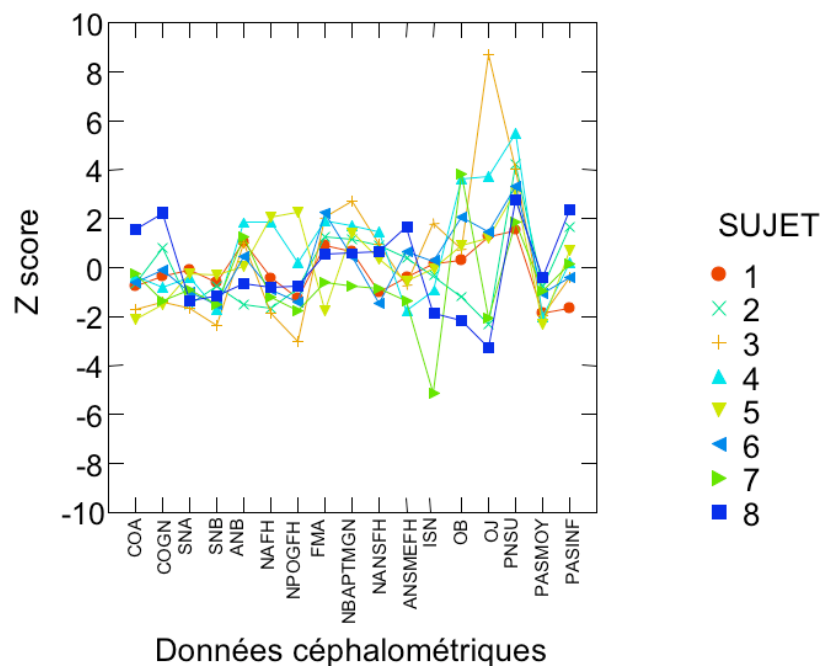 10
8
6
4
2
0
-2
-4
-6
-8
-10
Z score
COA
COGN
SNA
SNB
ANB
NAFH
NPOGFH
FMA
NBAPTMGN
NANSFH
ANSMEFH
ISN
OB
OJ
PNSU
PASMOY
PASINF
Données céphalométriques
SUJET
1
2
3
4
5
6
7
8